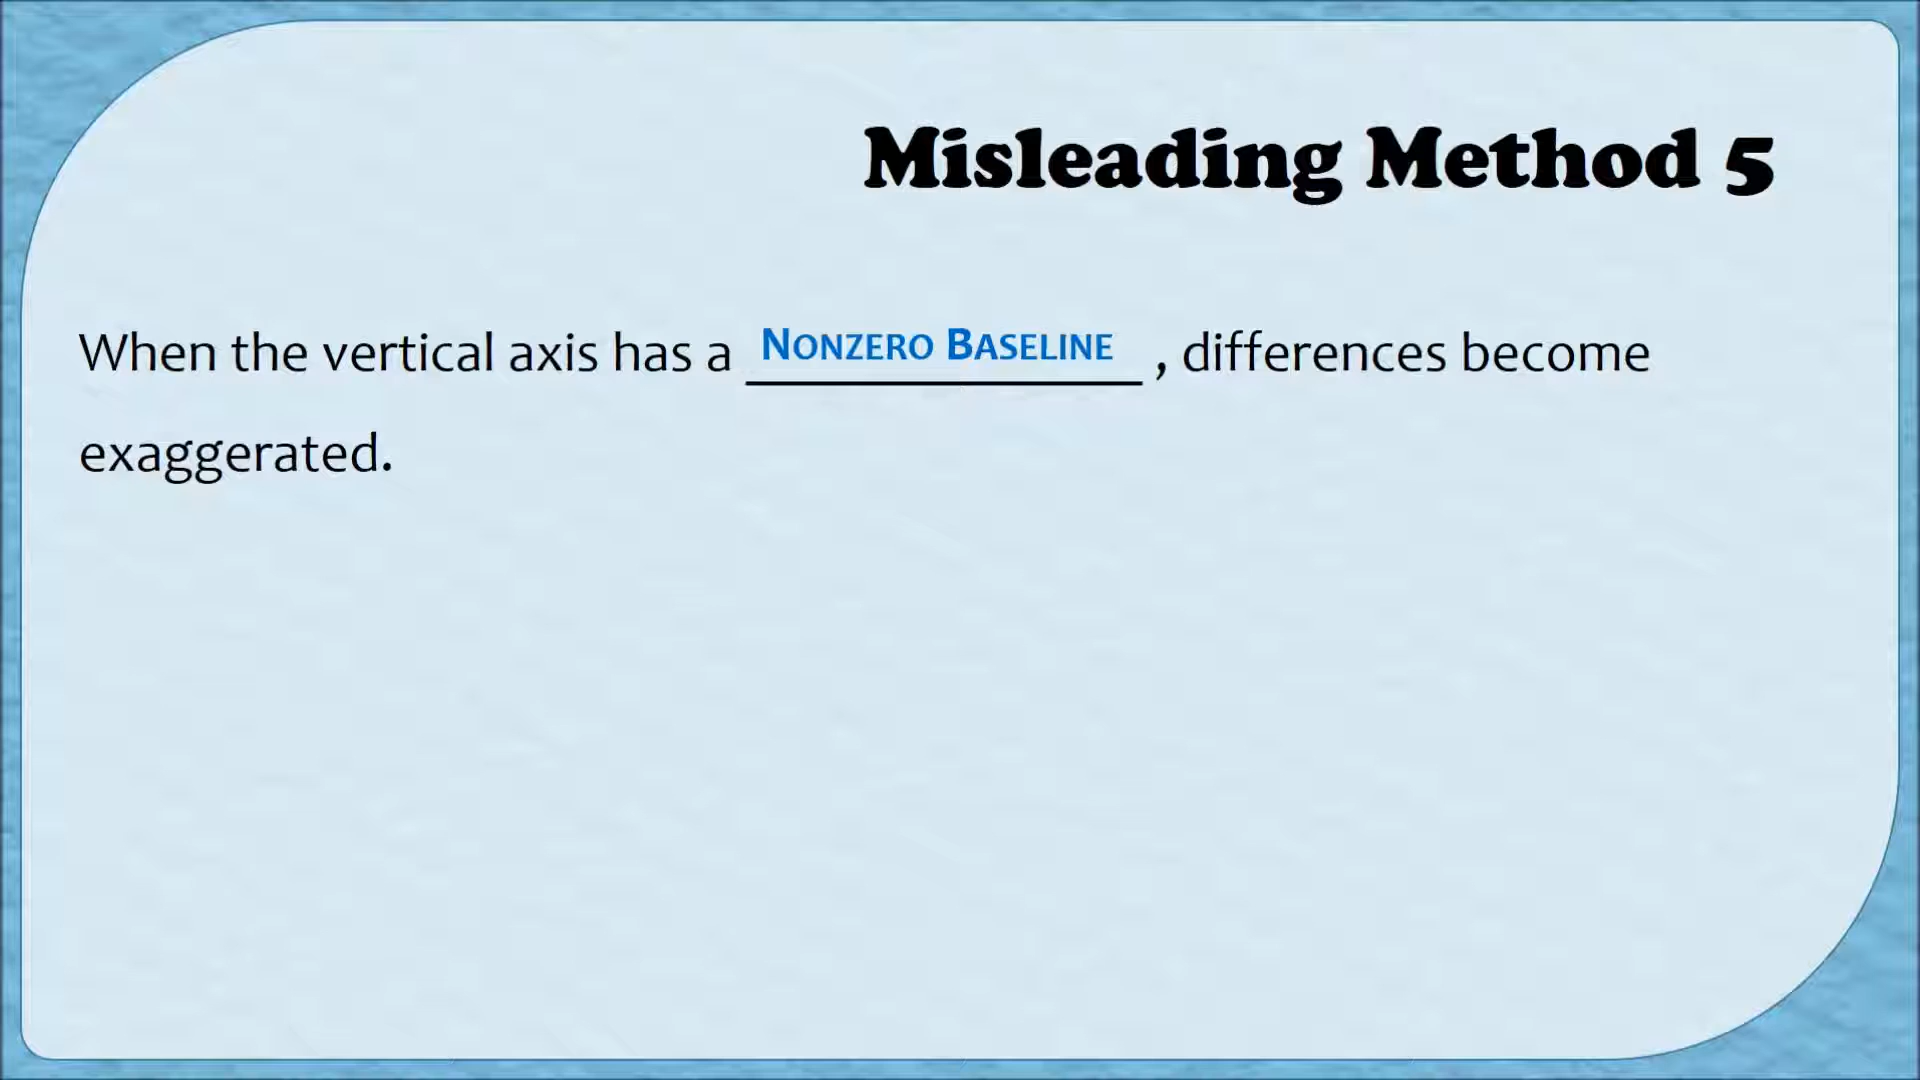 Misleading Method 5
When the vertical axis has a NONZERO BASELINE , differences become
exaggerated.